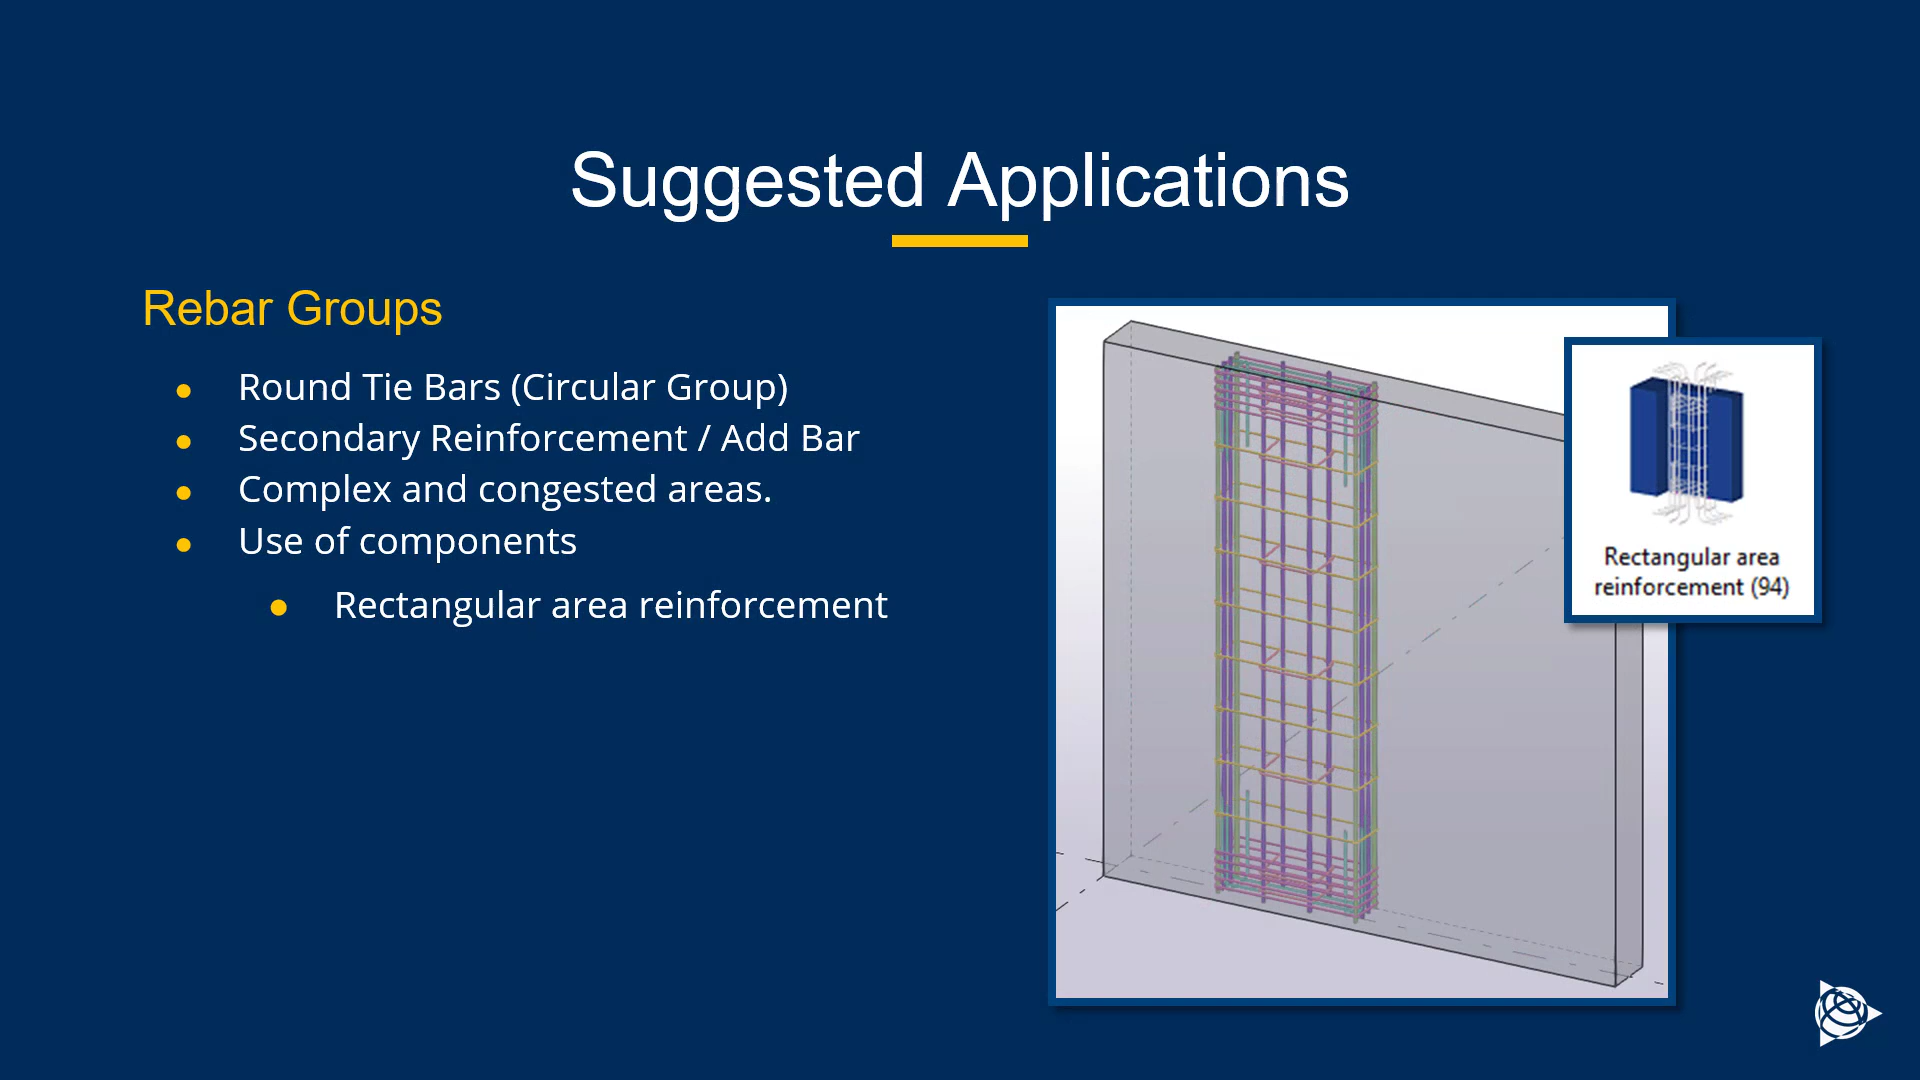 Suggested Applications
Rebar Groups
● Round Tie Bars (Circular Group)
● Secondary Reinforcement / Add Bar
● Complex and congested areas.
● Use of components
● Rectangular area reinforcement
Rectangular area
reinforcement (94)